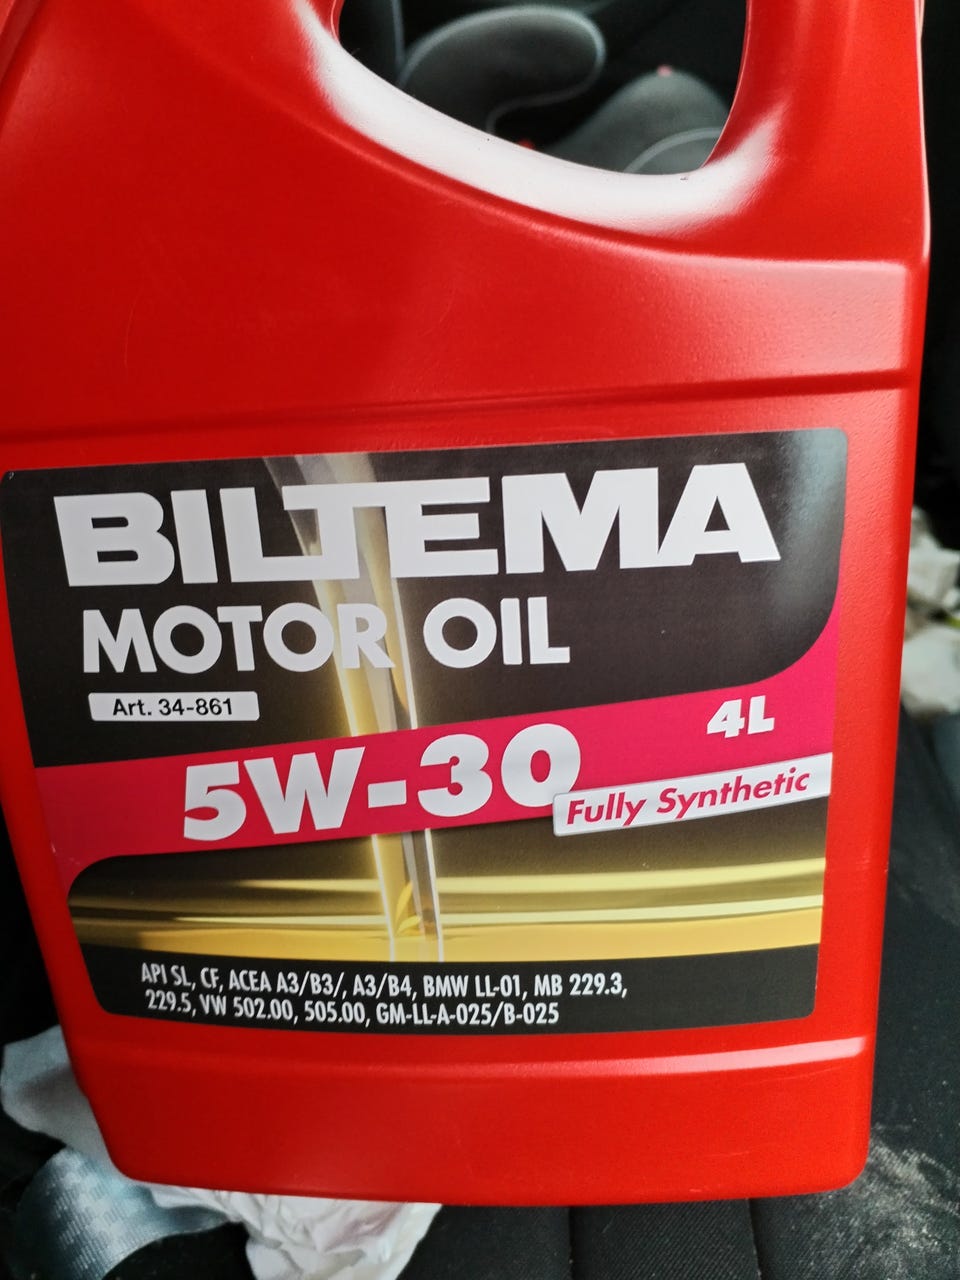 BILTEMA
MOTOR OIL
Art. 34-861
4L
5W-30
Fully Synthetic
API SL, CF, ACEA A3/B3/, A3/B4, BMW LL-01, MB 229.3,
229.5, VW 502.00, 505.00, GM-LL-A-025/B-025